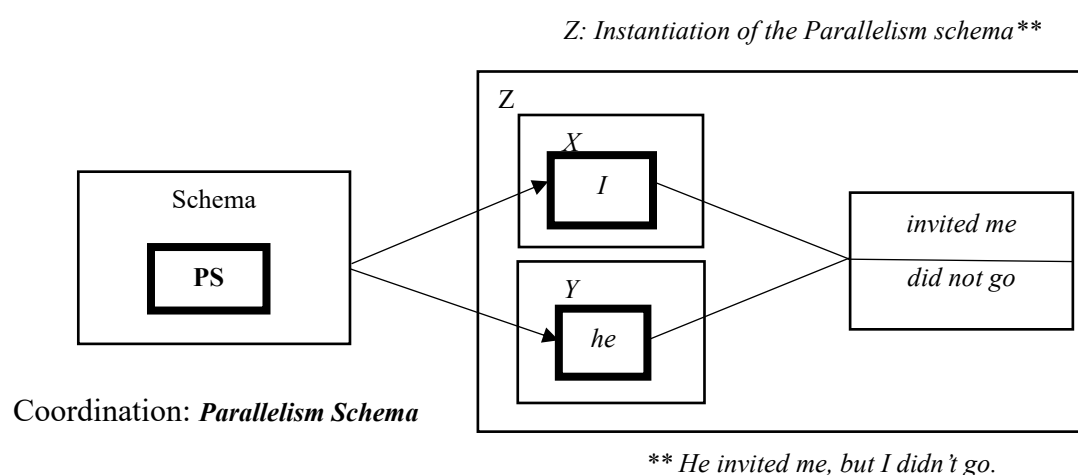 Z: Instantiation of the Parallelism schema**
Z
X
I
Schema
PS
invited me
did not go
Y
he
Coordination: Parallelism Schema
** He invited me, but I didn’t go.